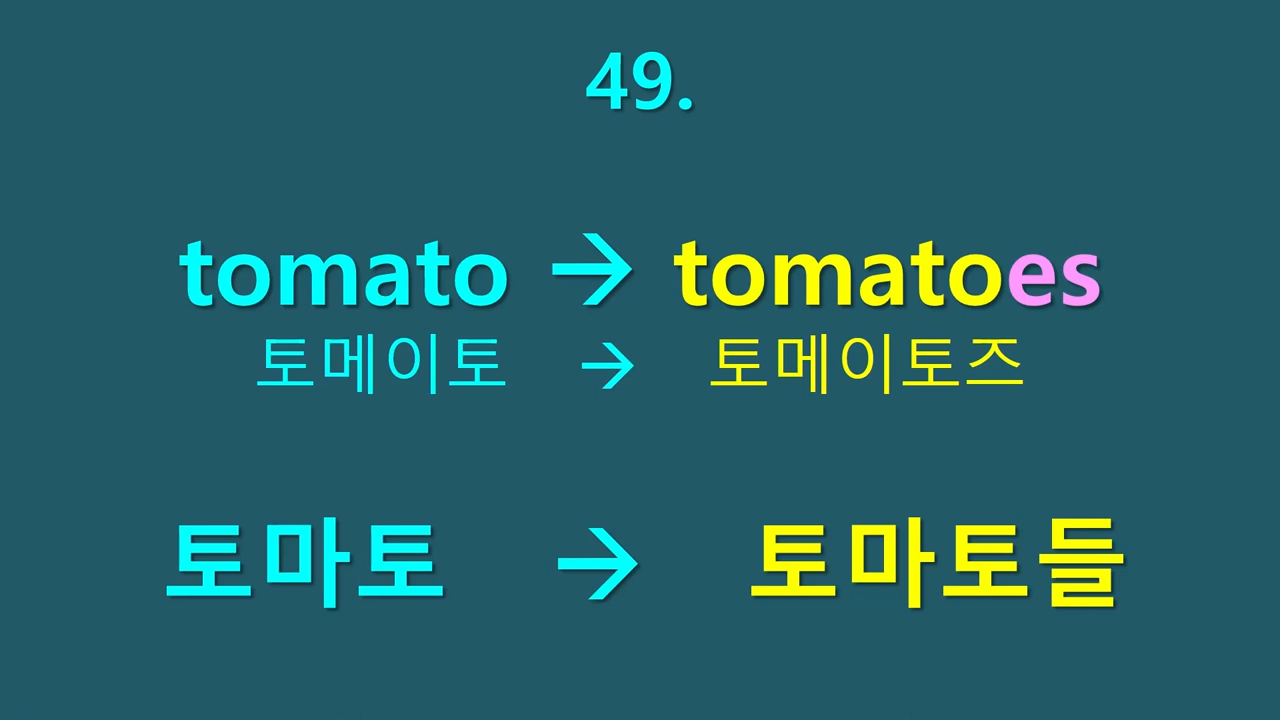 49.
tomato → tomatoes
토메이토 → 토메이토즈
토마토 → 토마토들